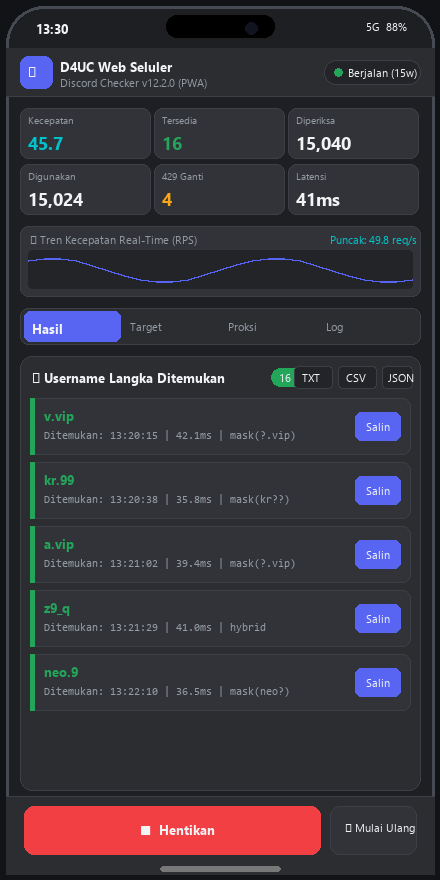 13:30
5G 88%
D4UC Web Seluler
Discord Checker v12.2.0 (PWA)
Berjalan (15w)
Kecepatan
45.7
Tersedia
16
Diperiksa
15,040
Digunakan
15,024
429 Ganti
4
Latensi
41ms
Tren Kecepatan Real-Time (RPS)
Puncak: 49.8 req/s
Hasil
Target
Proksi
Log
Username Langka Ditemukan
16
TXT
CSV
JSON
v.vip
Ditemukan: 13:20:15 | 42.1ms | mask(?.vip)
Salin
kr.99
Ditemukan: 13:20:38 | 35.8ms | mask(kr??)
Salin
a.vip
Ditemukan: 13:21:02 | 39.4ms | mask(?.vip)
Salin
z9_q
Ditemukan: 13:21:29 | 41.0ms | hybrid
Salin
neo.9
Ditemukan: 13:22:10 | 36.5ms | mask(neo?)
Salin
Hentikan
Mulai Ulang